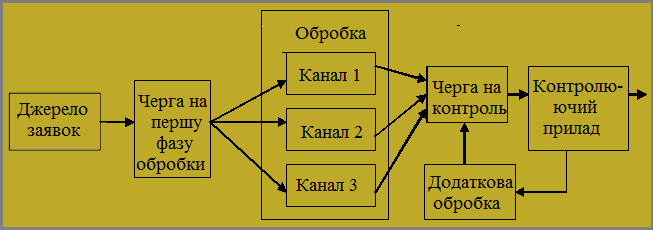 Джерело
заявок
Черга на
першу
фазу
обробки
Обробка
Канал 1
Канал 2
Канал 3
Черга на
контроль
Контролю-
ючий
прилад
Додаткова
обробка